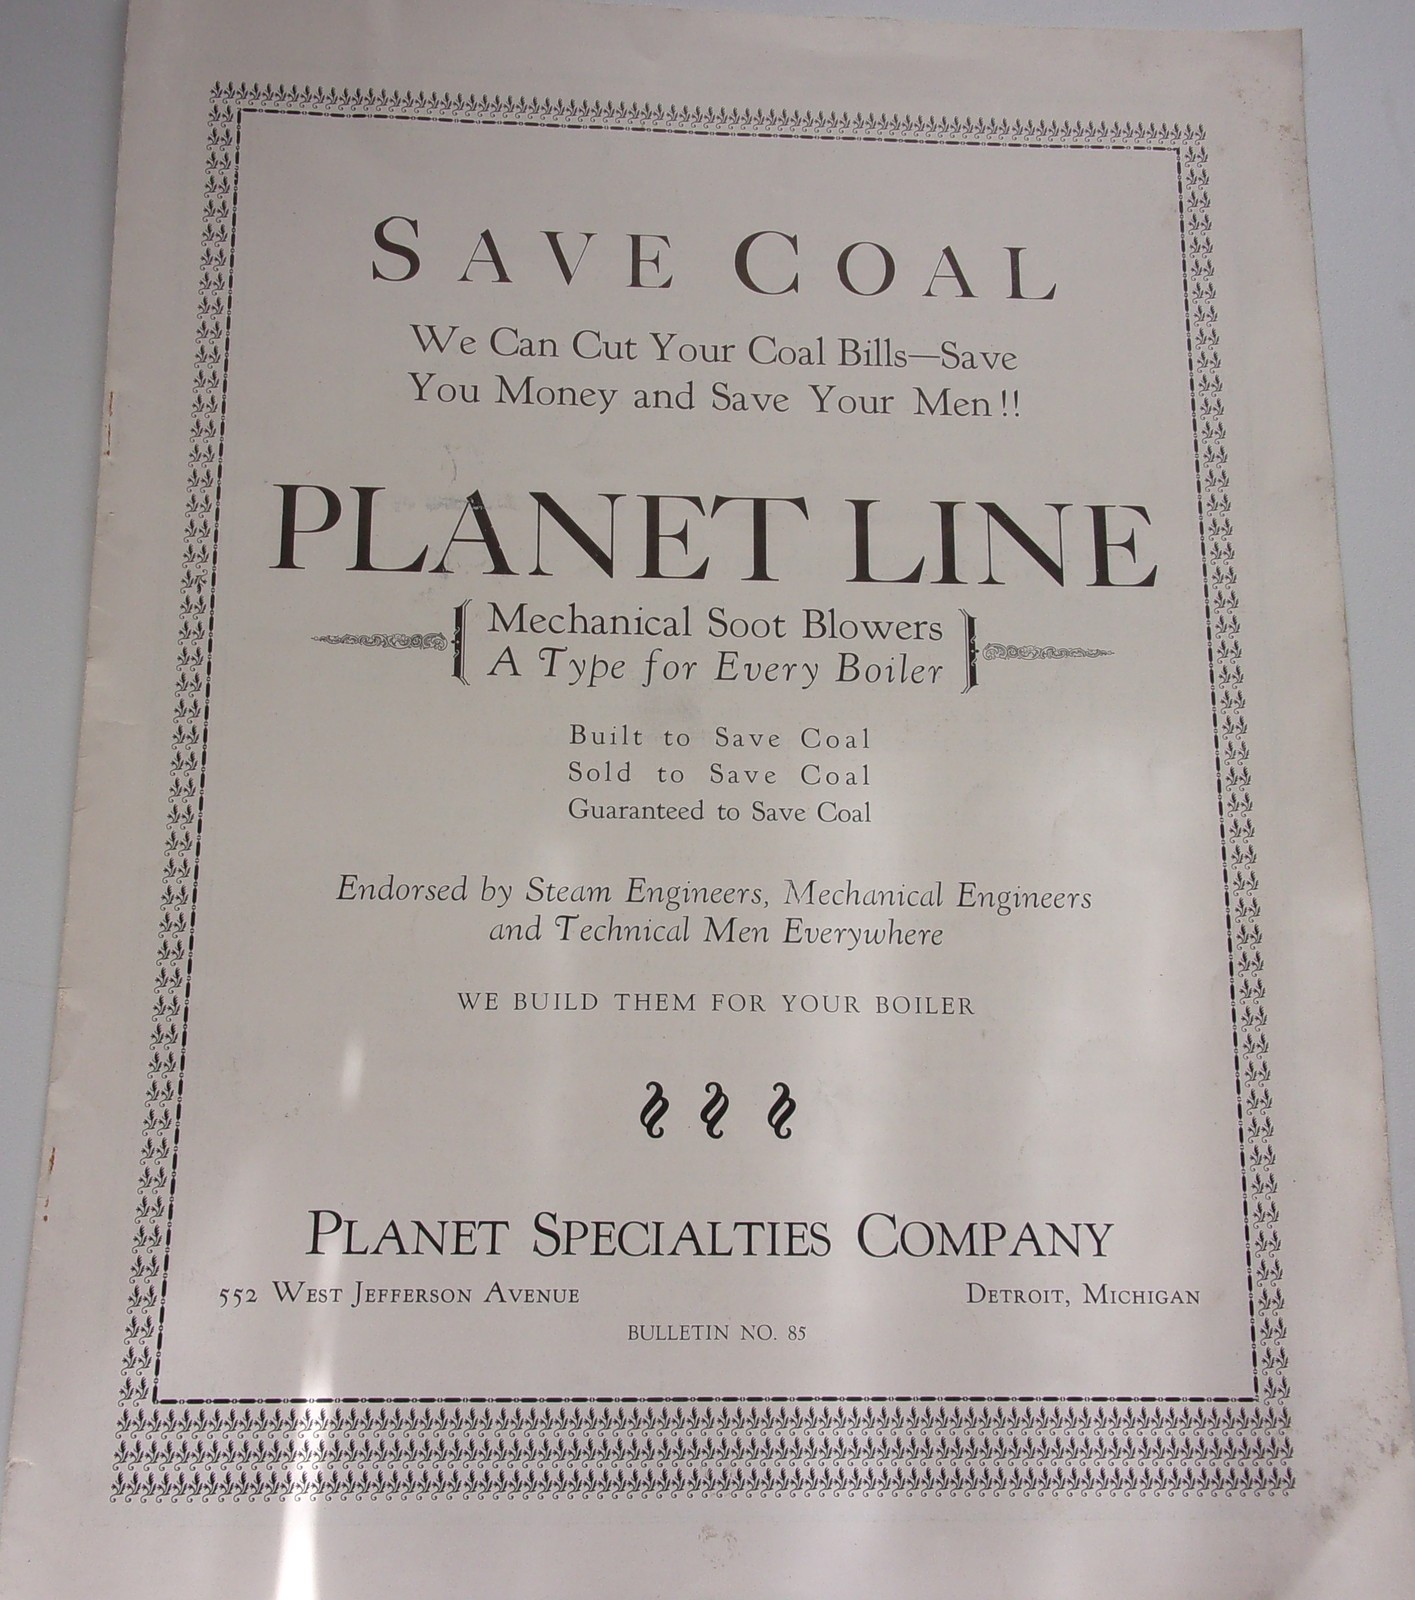 SAVE COAL
We Can Cut Your Coal Bills—Save
You Money and Save Your Men!!
PLANET LINE
Mechanical Soot Blowers
A Type for Every Boiler
Built to Save Coal
Sold to Save Coal
Guaranteed to Save Coal
Endorsed by Steam Engineers, Mechanical Engineers
and Technical Men Everywhere
WE BUILD THEM FOR YOUR BOILER
PLANET SPECIALTIES COMPANY
552 WEST JEFFERSON AVENUE DETROIT, MICHIGAN
BULLETIN NO. 85